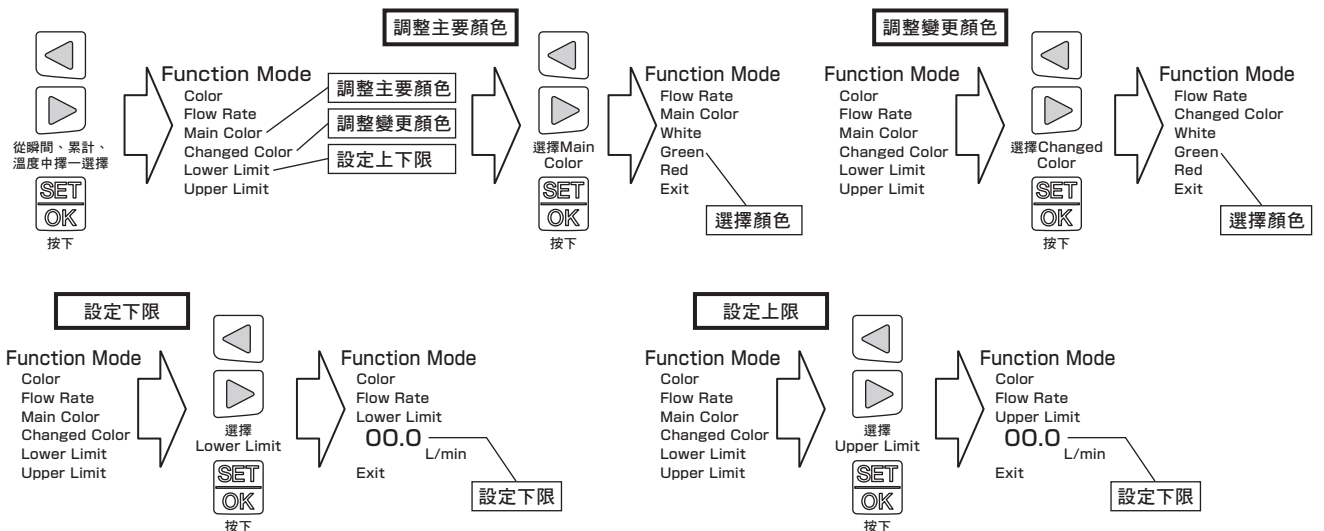 調整主要顏色
從瞬間、累計、
溫度中擇一選擇
SET
OK
按下
Function Mode
Color
Flow Rate
Main Color
Changed Color
Lower Limit
Upper Limit
調整主要顏色
調整變更顏色
設定上下限
選擇Main
Color
SET
OK
按下
Function Mode
Flow Rate
Main Color
White
Green
Red
Exit
選擇顏色
調整變更顏色
Function Mode
Color
Flow Rate
Main Color
Changed Color
Lower Limit
Upper Limit
選擇Changed
Color
SET
OK
按下
Function Mode
Flow Rate
Changed Color
White
Green
Red
Exit
選擇顏色
設定下限
Function Mode
Color
Flow Rate
Main Color
Changed Color
Lower Limit
Upper Limit
選擇
Lower Limit
SET
OK
按下
Function Mode
Color
Flow Rate
Lower Limit
00.0
L/min
Exit
設定下限
設定上限
Function Mode
Color
Flow Rate
Main Color
Changed Color
Lower Limit
Upper Limit
選擇
Upper Limit
SET
OK
按下
Function Mode
Color
Flow Rate
Upper Limit
00.0
L/min
Exit
設定下限